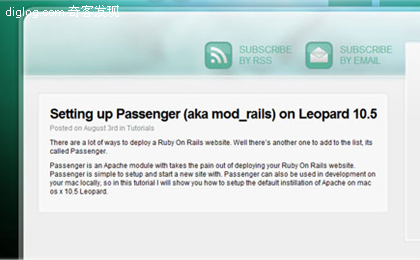 diglog.com 奇客发现
SUBSCRIBE
BY RSS
SUBSCRIBE
BY EMAIL
Setting up Passenger (aka mod_rails) on Leopard 10.5
Posted on August 3rd in Tutorials
There are a lot of ways to deploy a Ruby On Rails website. Well there's another one to add to the list, its
called Passenger.
Passenger is an Apache module with takes the pain out of deploying your Ruby On Rails website.
Passenger is simple to setup and start a new site with. Passenger can also be used in development on
your mac locally, so in this tutorial I will show you how to setup the default instillation of Apache on mac
os x 10.5 Leopard.